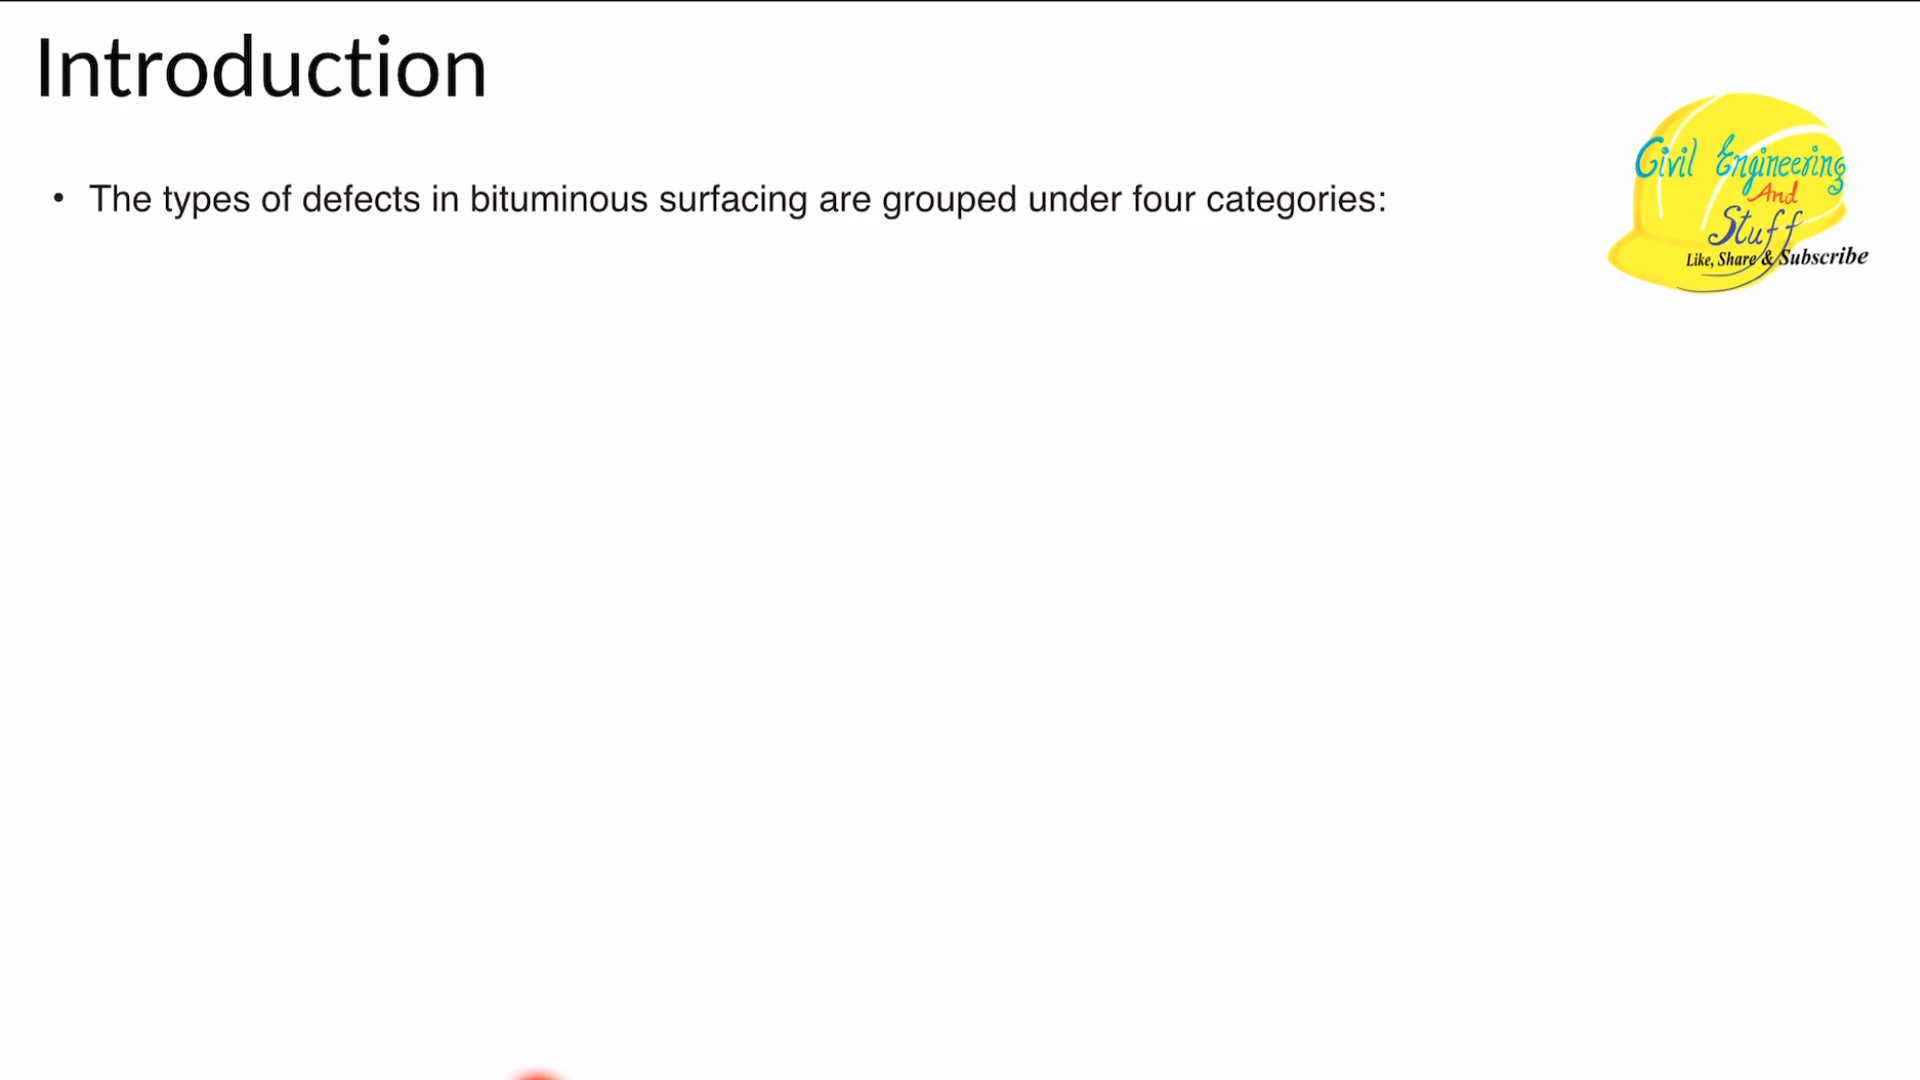 Introduction
• The types of defects in bituminous surfacing are grouped under four categories:
Civil Engineering
And
Stuff
Like, Share & Subscribe